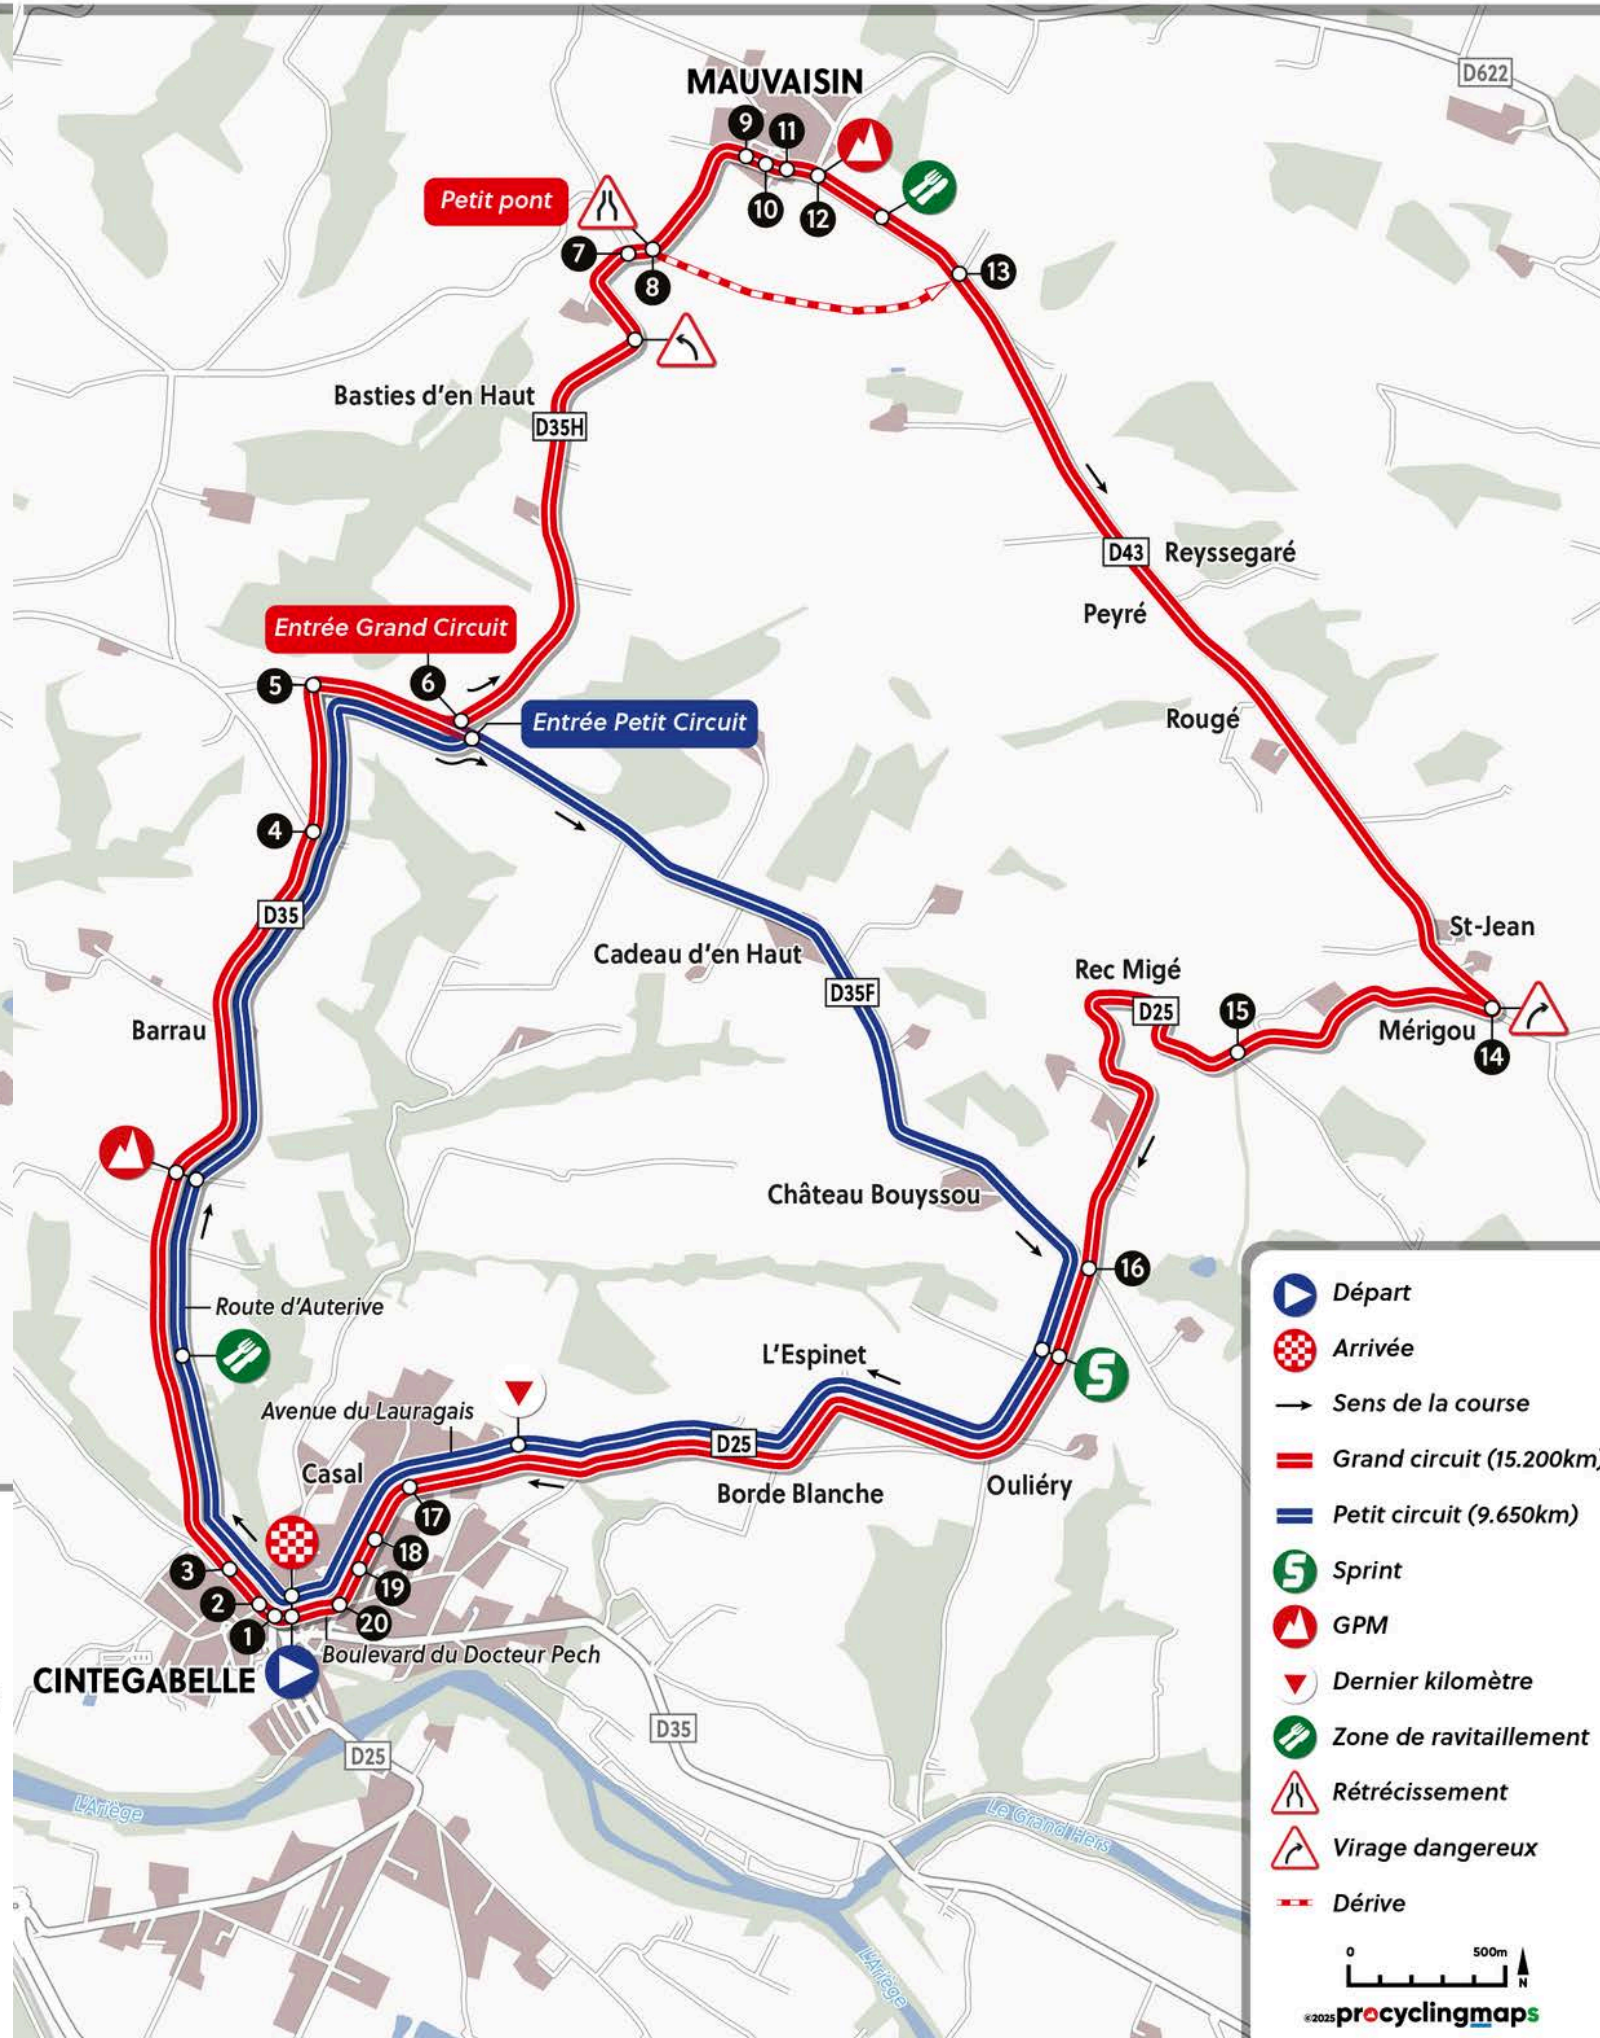 D622
MAUVAISIN
9
11
10
12
Petit pont
7
8
13
Basties d'en Haut
D35H
D43
Reyssegaré
Peyré
Entrée Grand Circuit
5
6
Entrée Petit Circuit
Rougé
4
D35
Cadeau d'en Haut
D35F
St-Jean
Rec Migé
D25
15
Mérigou
14
Barrau
Château Bouyssou
16
Route d'Auterive
L'Espinet
S
Avenue du Lauragais
D25
Casal
Borde Blanche
Ouliéry
17
18
3
19
2
20
1
Boulevard du Docteur Pech
CINTEGABELLE
D35
D25
L'Ariège
Le Grand Hers
L'Ariège
Départ
Arrivée
Sens de la course
Grand circuit (15.200km)
Petit circuit (9.650km)
S Sprint
GPM
Dernier kilomètre
Zone de ravitaillement
Rétrécissement
Virage dangereux
Dérive
0 500m
N
©2025 procyclingmaps